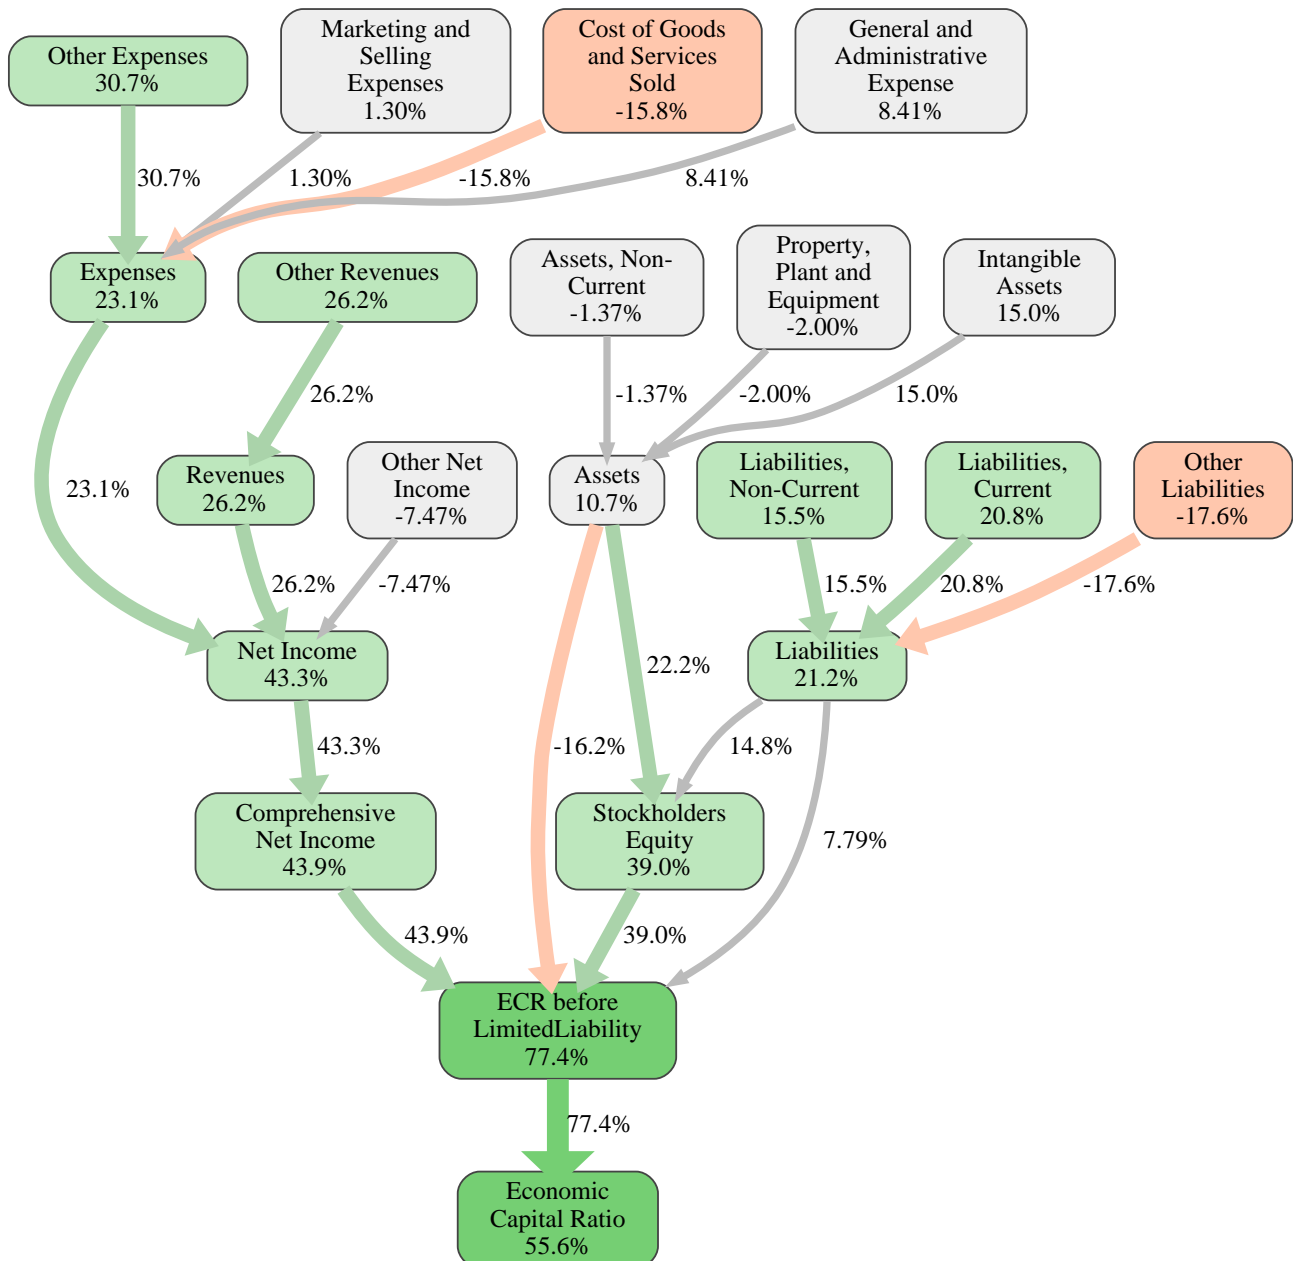 Other Expenses
30.7%
Marketing and
Selling
Expenses
1.30%
Cost of Goods
and Services
Sold
-15.8%
General and
Administrative
Expense
8.41%
30.7%
1.30%
-15.8%
8.41%
Expenses
23.1%
Other Revenues
26.2%
Assets, Non-
Current
-1.37%
Property,
Plant and
Equipment
-2.00%
Intangible
Assets
15.0%
26.2%
-1.37%
-2.00%
15.0%
23.1%
Revenues
26.2%
Other Net
Income
-7.47%
Assets
10.7%
Liabilities,
Non-Current
15.5%
Liabilities,
Current
20.8%
Other
Liabilities
-17.6%
26.2%
-7.47%
15.5%
20.8%
-17.6%
Net Income
43.3%
22.2%
Liabilities
21.2%
43.3%
-16.2%
14.8%
Comprehensive
Net Income
43.9%
Stockholders
Equity
39.0%
7.79%
43.9%
39.0%
ECR before
LimitedLiability
77.4%
77.4%
Economic
Capital Ratio
55.6%